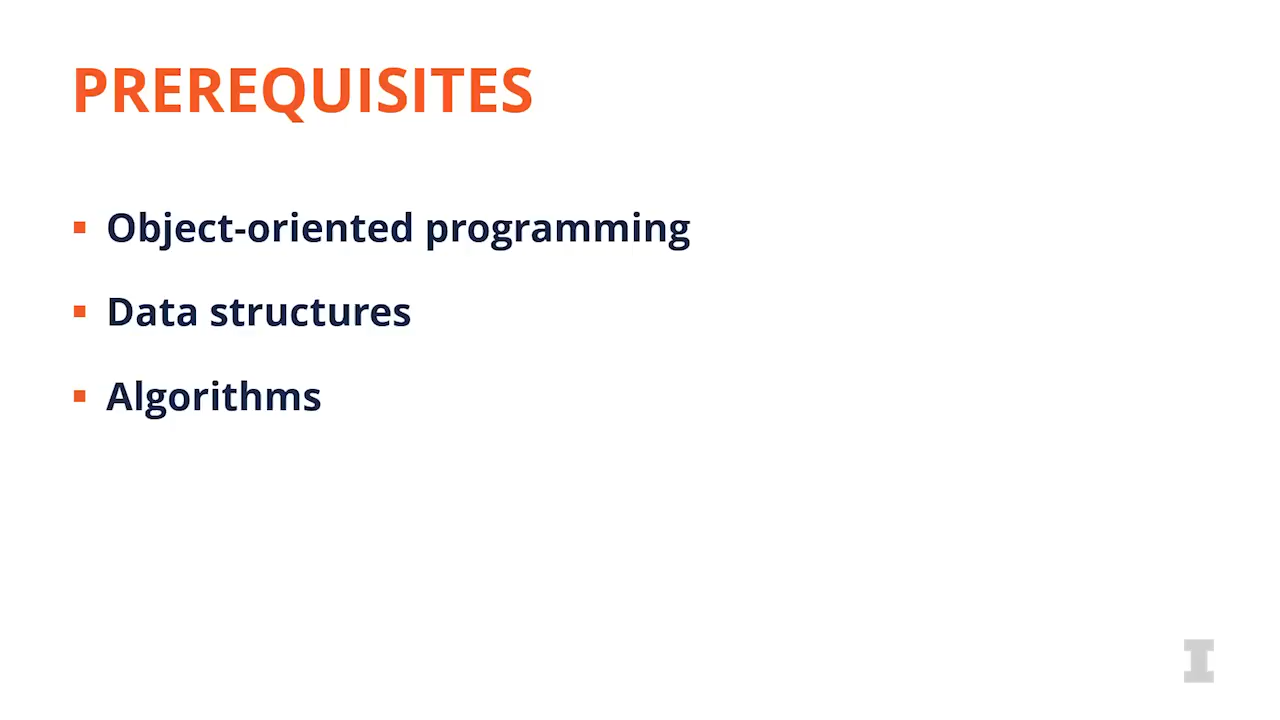 PREREQUISITES
▪ Object-oriented programming
▪ Data structures
▪ Algorithms
I